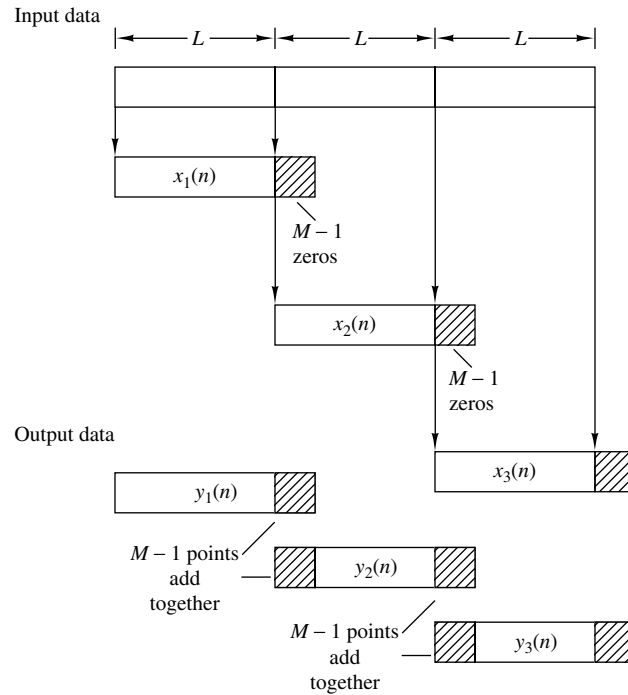 Input data
L L L
x₁(n)
M − 1
zeros
x₂(n)
M − 1
zeros
Output data
x₃(n)
y₁(n)
M − 1 points
add
together
y₂(n)
M − 1 points
add
together
y₃(n)